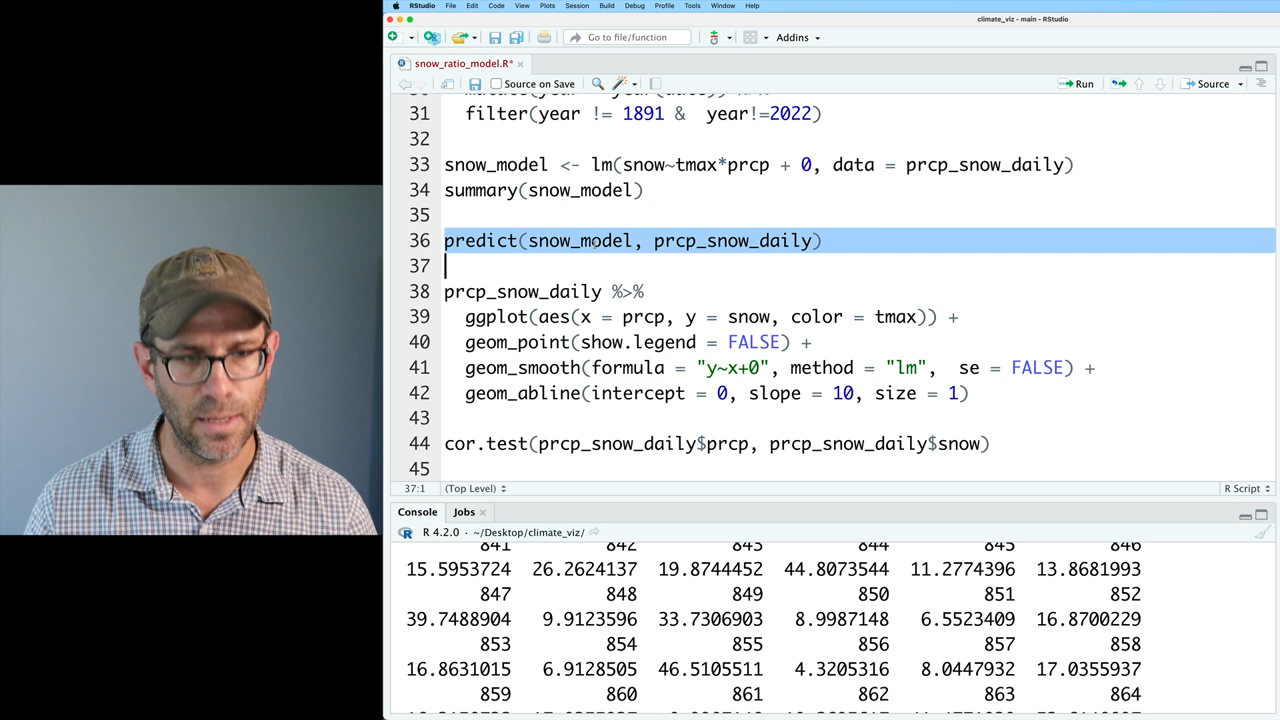 RStudio File Edit Code View Plots Session Build Debug Profile Tools Window Help
climate_viz - main - RStudio
Go to file/function Addins
snow_ratio_model.R*
Source on Save Run Source
31 filter(year != 1891 & year!=2022)
32
33 snow_model <- lm(snow~tmax*prcp + 0, data = prcp_snow_daily)
34 summary(snow_model)
35
36 predict(snow_model, prcp_snow_daily)
37
38 prcp_snow_daily %>%
39 ggplot(aes(x = prcp, y = snow, color = tmax)) +
40 geom_point(show.legend = FALSE) +
41 geom_smooth(formula = "y~x+0", method = "lm", se = FALSE) +
42 geom_abline(intercept = 0, slope = 10, size = 1)
43
44 cor.test(prcp_snow_daily$prcp, prcp_snow_daily$snow)
45
37:1 (Top Level) R Script
Console Jobs
R 4.2.0 · ~/Desktop/climate_viz/
841 842 843 844 845 846
15.5953724 26.2624137 19.8744452 44.8073544 11.2774396 13.8681993
847 848 849 850 851 852
39.7488904 9.9123596 33.7306903 8.9987148 6.5523409 16.8700229
853 854 855 856 857 858
16.8631015 6.9128505 46.5105511 4.3205316 8.0447932 17.0355937
859 860 861 862 863 864